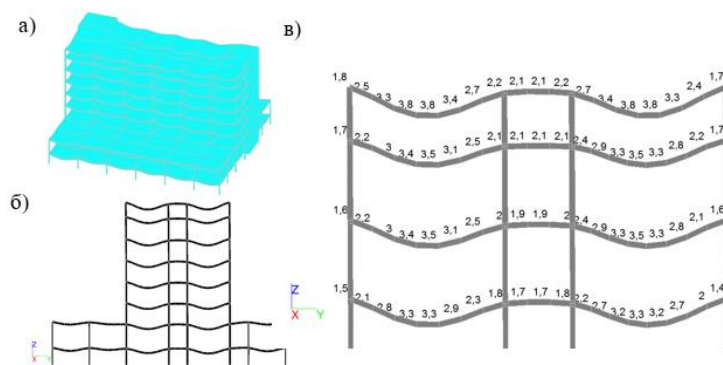 а)
б)
Z
X Y
Z
X Y
в)
1,8 2,5 3,3 3,8 3,8 3,4 2,7 2,2 2,1 2,1 2,2 2,7 3,4 3,8 3,8 3,3 2,4 1,7
1,7 2,2 3 3,4 3,5 3,1 2,5 2,1 2,1 2,1 2,1 2,4 2,9 3,3 3,5 3,3 2,8 2,2 1,7
1,6 2,2 3 3,4 3,5 3,1 2,5 2 1,9 1,9 2 2,4 2,9 3,3 3,5 3,3 2,8 2,1 1,6
1,5 2,1 2,8 3,3 3,3 2,9 2,3 1,8 1,7 1,7 1,8 2,2 2,7 3,2 3,3 3,2 2,7 2 1,4